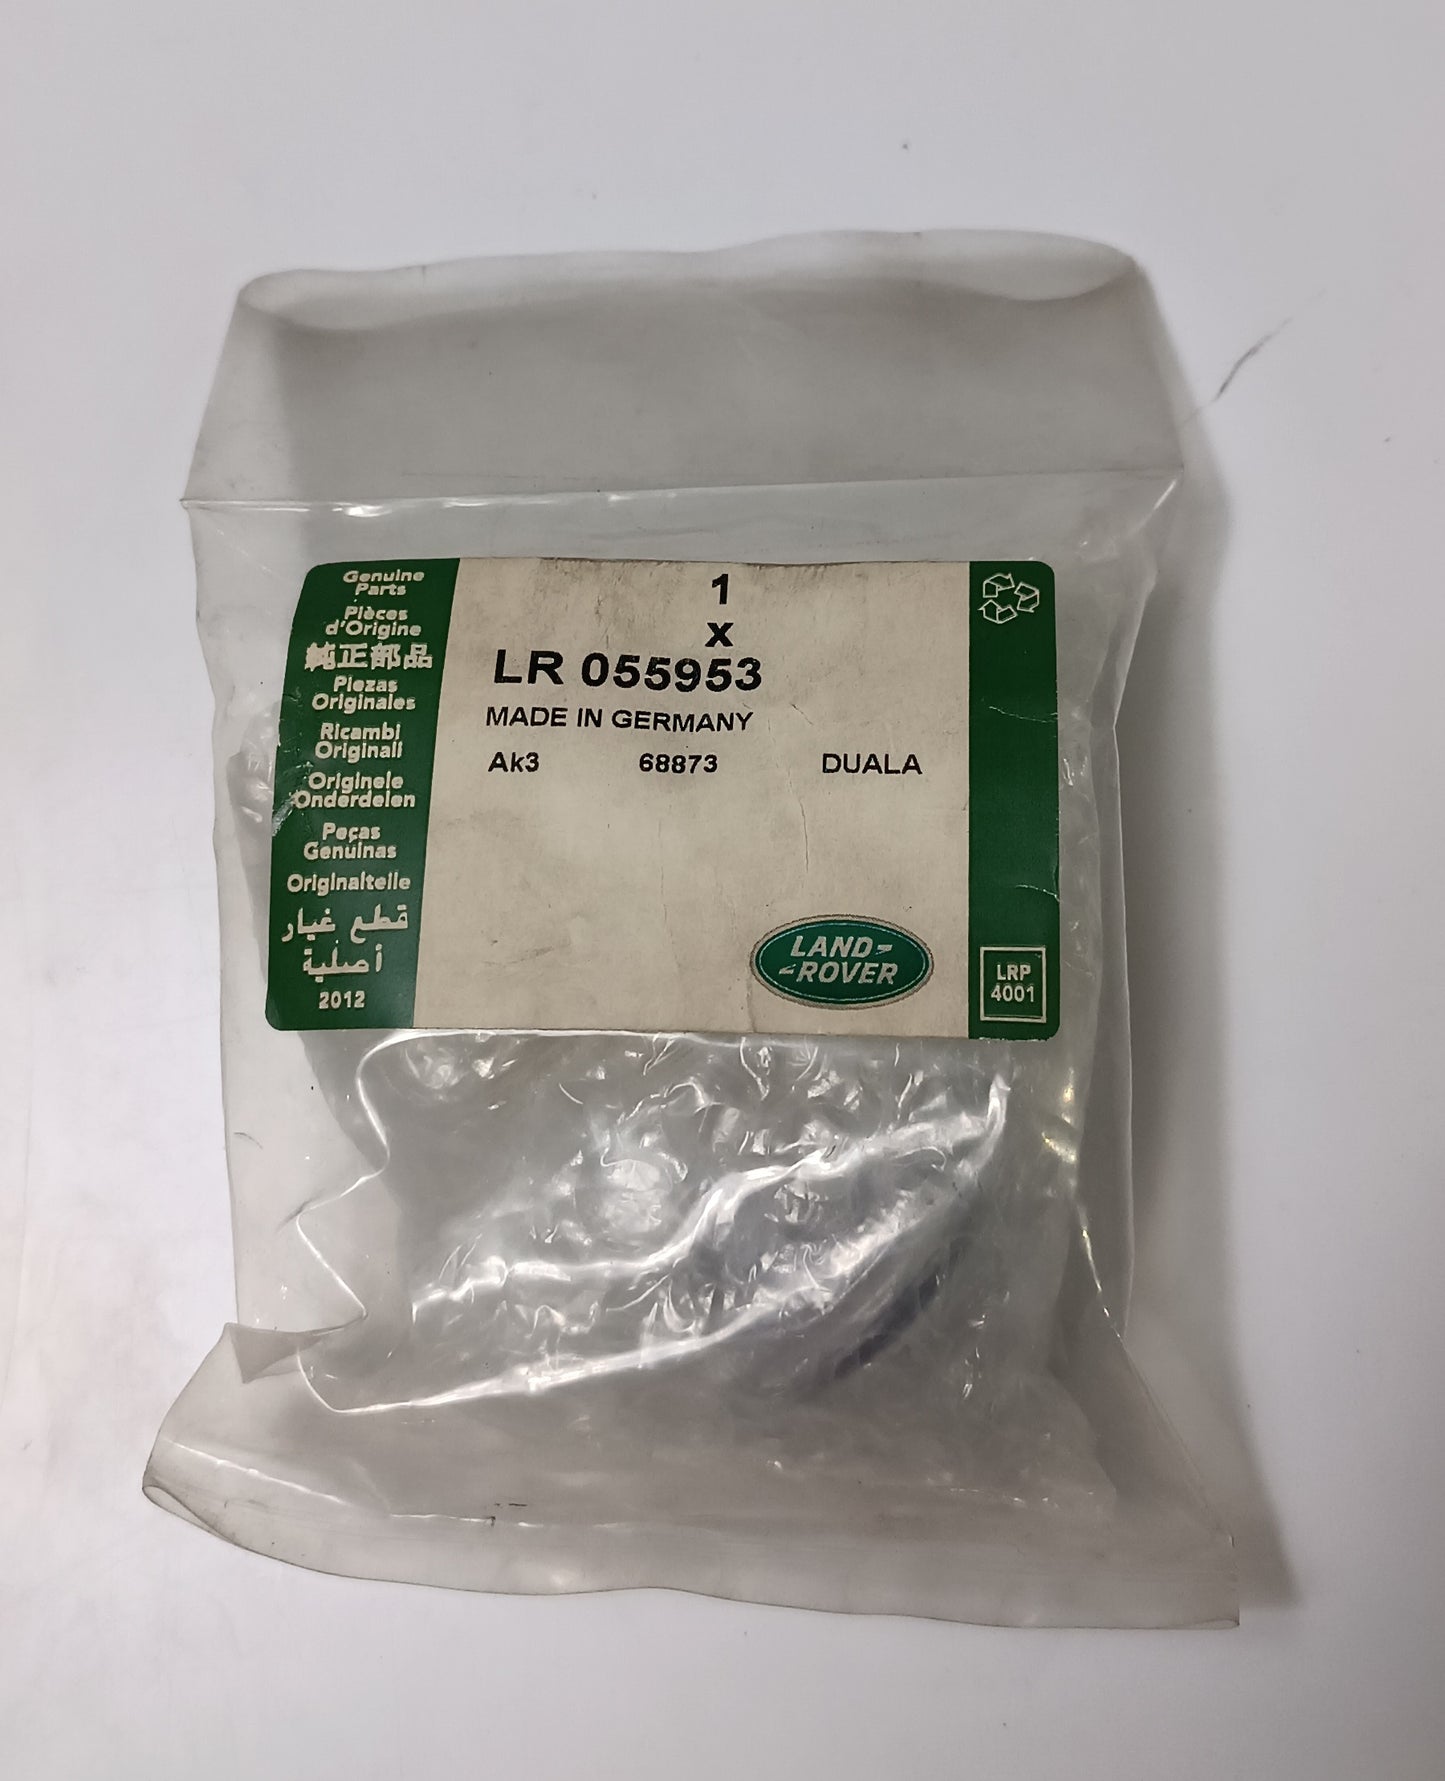 Genuine
Parts
Pièces
d'Origine
純正部品
Piezas
Originales
Ricambi
Originali
Originele
Onderdelen
Peças
Genuínas
Originalteile
قطع غيار
أصلية
2012
1
x
LR 055953
MADE IN GERMANY
Ak3 68873 DUALA
LAND-
-ROVER
LRP
4001